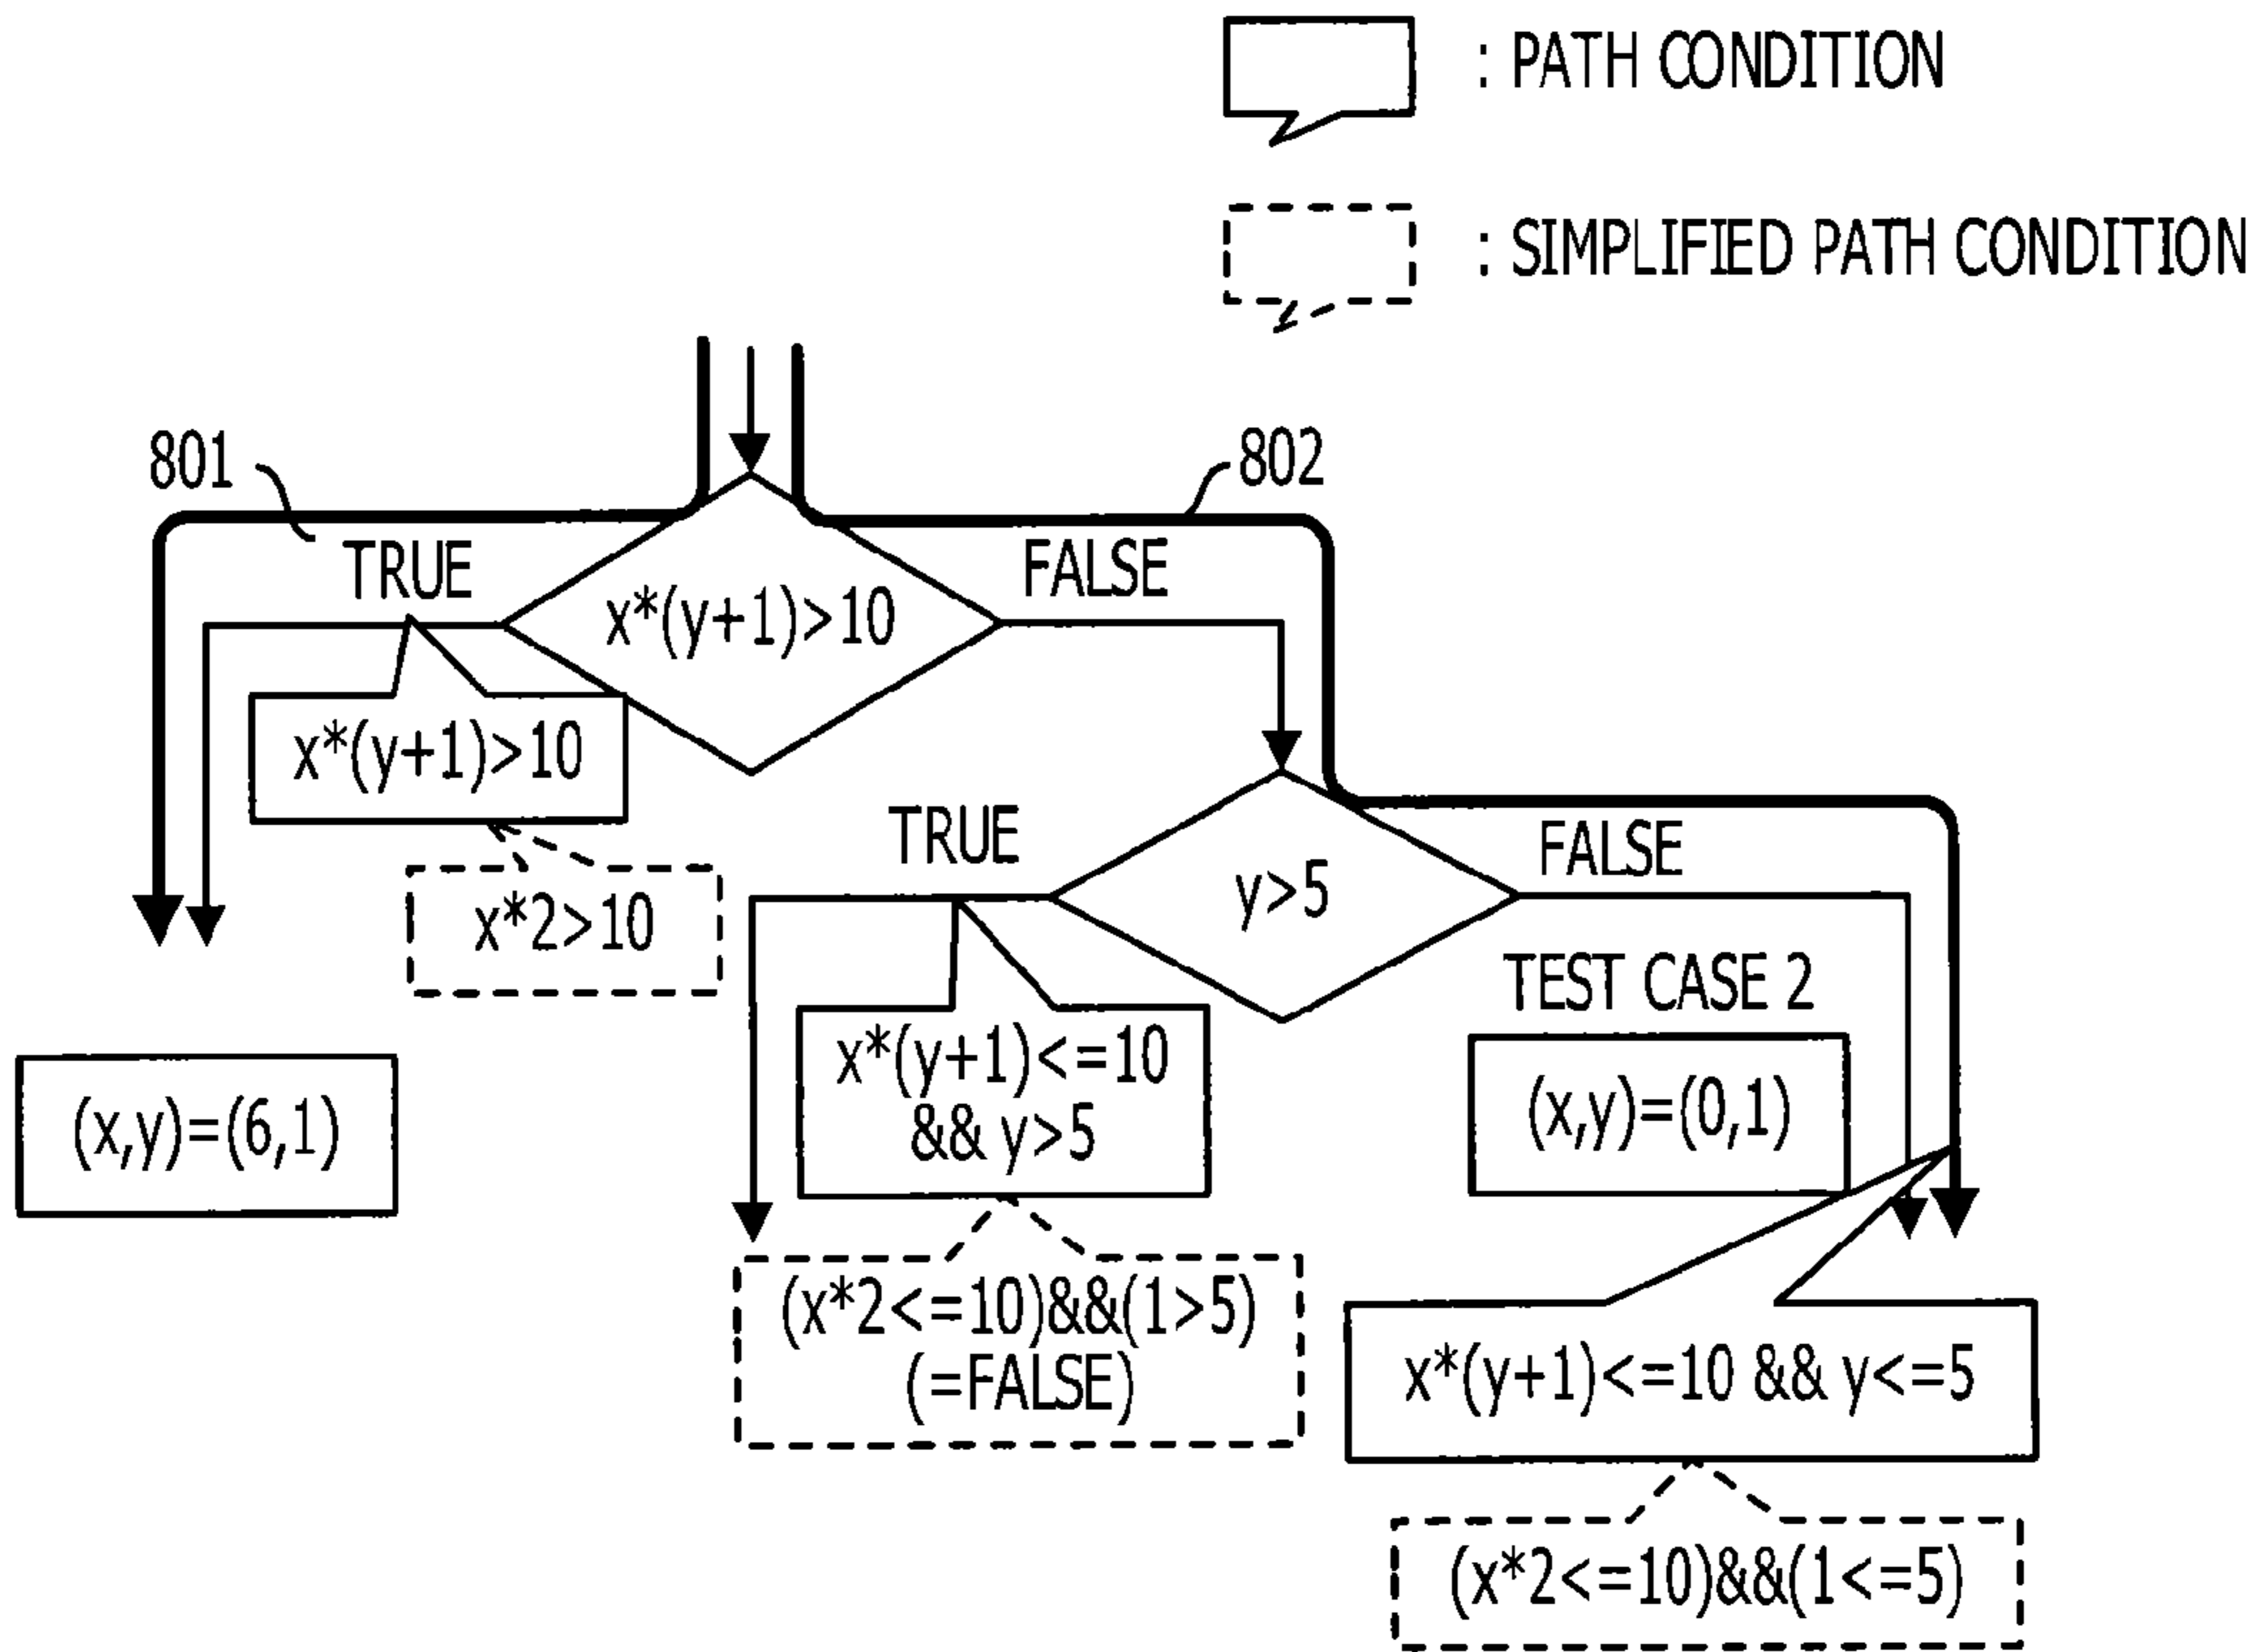 : PATH CONDITION
: SIMPLIFIED PATH CONDITION
801
802
TRUE
FALSE
x*(y+1)>10
x*(y+1)>10
x*2>10
TRUE
FALSE
y>5
TEST CASE 2
(x,y)=(6,1)
x*(y+1)<=10
&& y>5
(x,y)=(0,1)
(x*2<=10)&&(1>5)
(=FALSE)
x*(y+1)<=10 && y<=5
(x*2<=10)&&(1<=5)